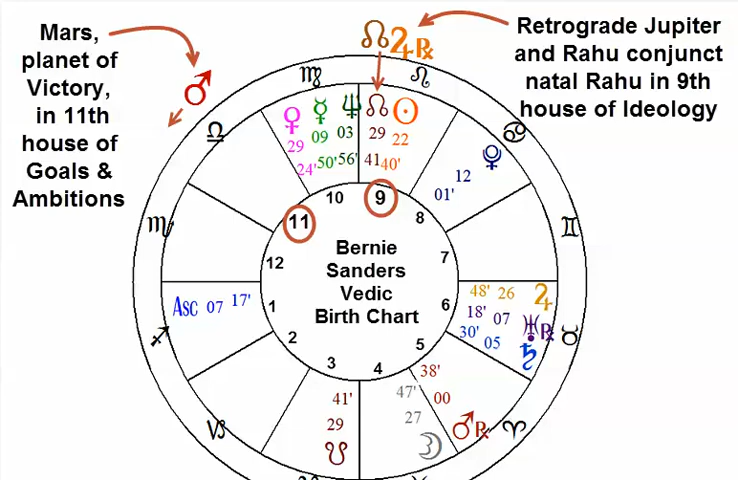 Mars,
planet of
Victory,
in 11th
house of
Goals &
Ambitions
Retrograde Jupiter
and Rahu conjunct
natal Rahu in 9th
house of Ideology
☊ ♃ ℞
♂
♍ ♌
♎ ♋
♏ ♊
♐ ♉
♑ ♈
♀ ☿ ♆ ☊ ☉
29 09 03 29 22
24' 50' 56' 41 40'
♇
12
01'
10 9
11 8
12 7
1 6
2 5
3 4
Bernie
Sanders
Vedic
Birth Chart
Asc 07 17'
48' 26 ♃
18' 07 ♅ ℞
30' 05 ♄
38'
00
♂ ℞
47'
27
☽
41'
29
☋